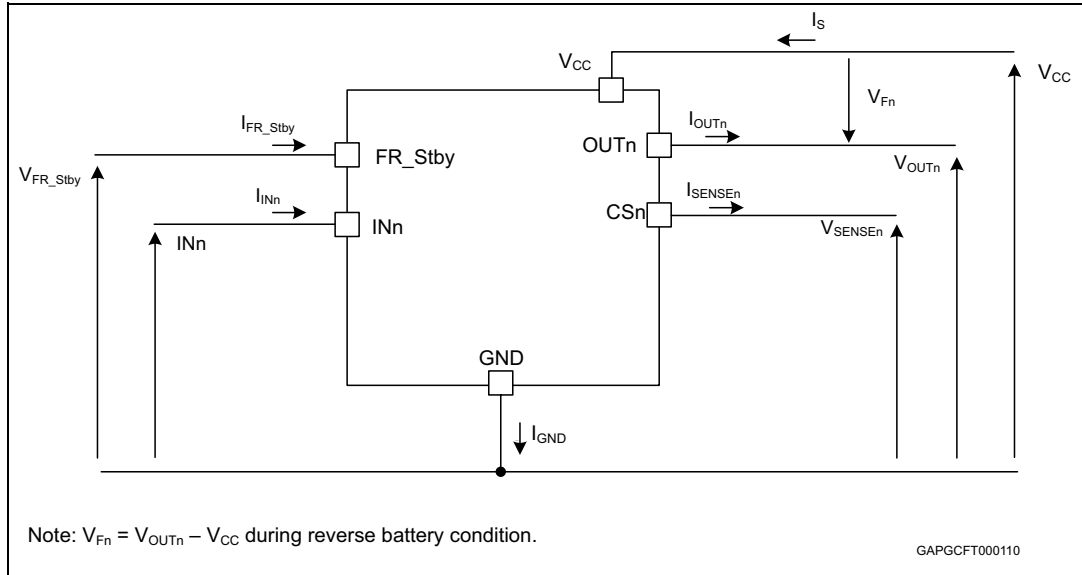 I_S
V_CC
V_CC
V_Fn
I_FR_Stby
I_OUTn
FR_Stby
OUTn
V_FR_Stby
V_OUTn
I_INn
I_SENSEn
CSn
INn
INn
V_SENSEn
GND
I_GND
Note: V_Fn = V_OUTn – V_CC during reverse battery condition.
GAPGCFT000110